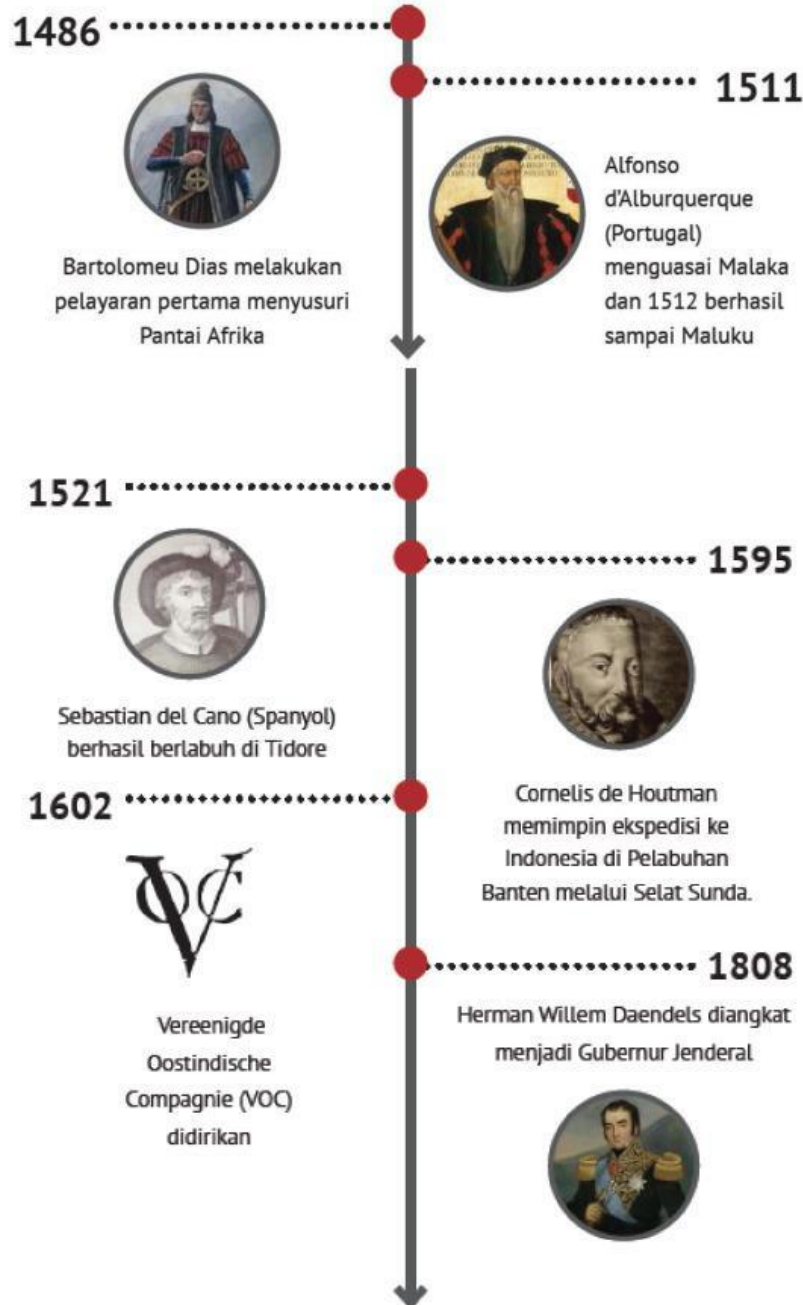 1486
Bartolomeu Dias melakukan
pelayaran pertama menyusuri
Pantai Afrika
1511
Alfonso
d'Alburquerque
(Portugal)
menguasai Malaka
dan 1512 berhasil
sampai Maluku
1521
Sebastian del Cano (Spanyol)
berhasil berlabuh di Tidore
1595
Cornelis de Houtman
memimpin ekspedisi ke
Indonesia di Pelabuhan
Banten melalui Selat Sunda.
1602
VOC
Vereenigde
Oostindische
Compagnie (VOC)
didirikan
1808
Herman Willem Daendels diangkat
menjadi Gubernur Jenderal